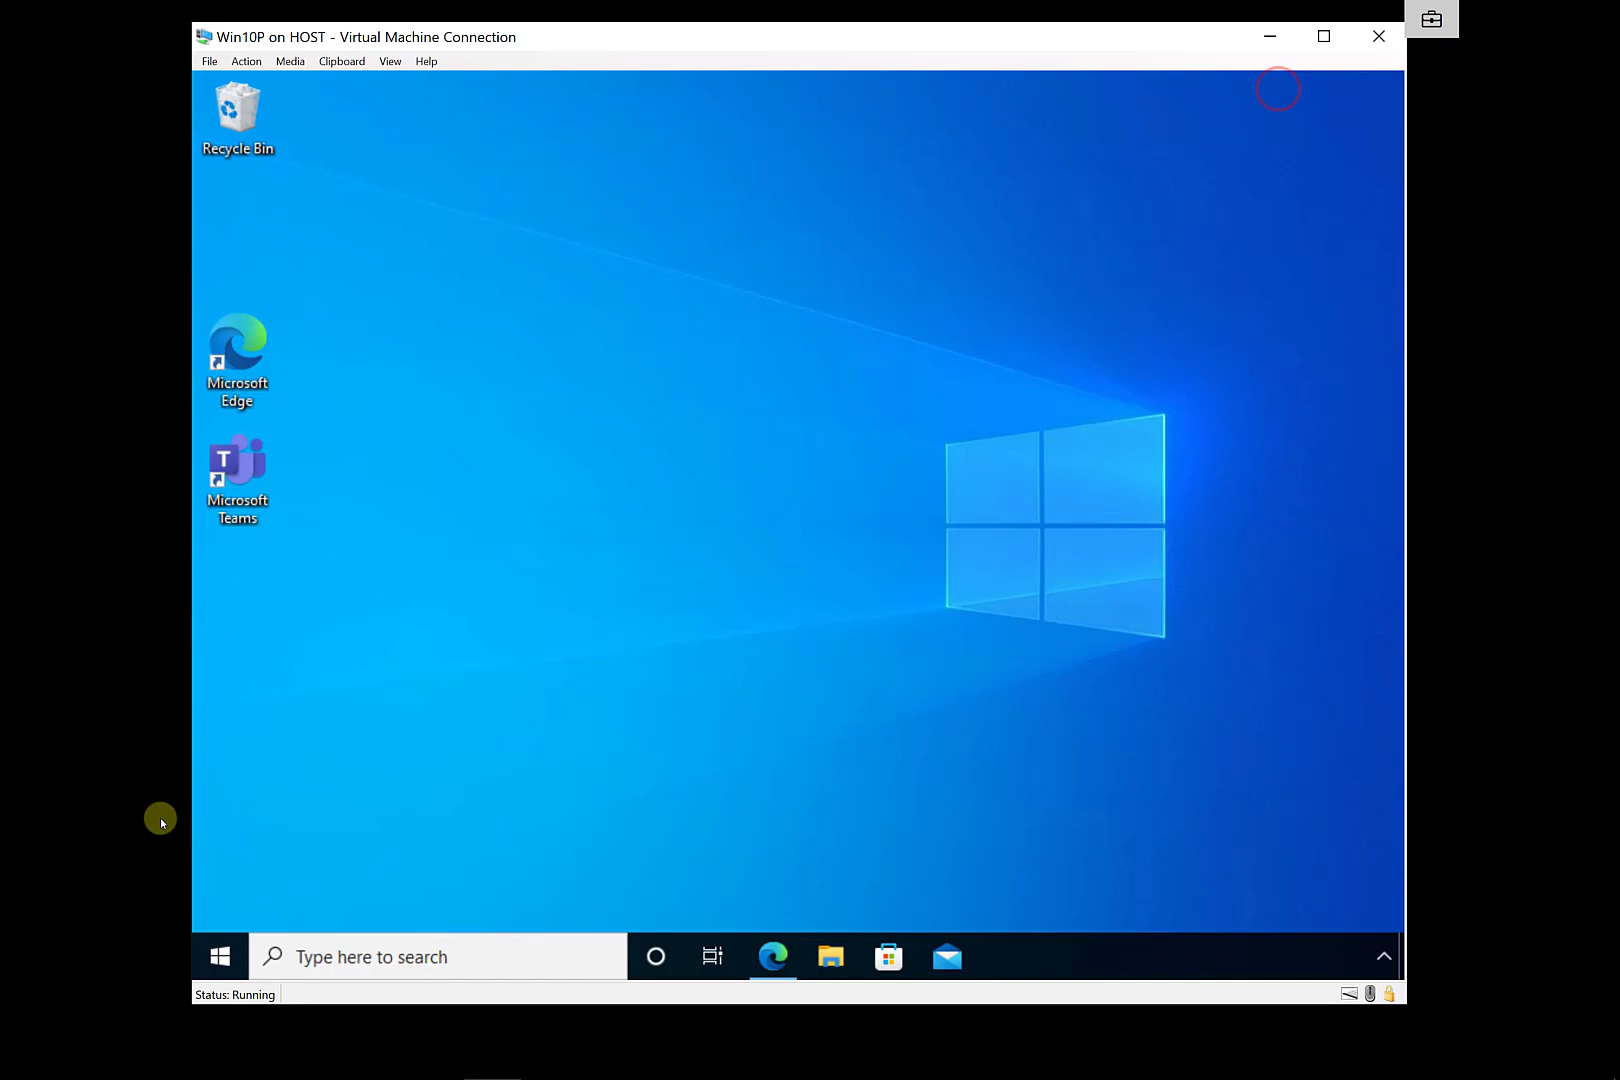 Win10P on HOST - Virtual Machine Connection
File Action Media Clipboard View Help
Recycle Bin
Microsoft
Edge
T
Microsoft
Teams
Type here to search
Status: Running